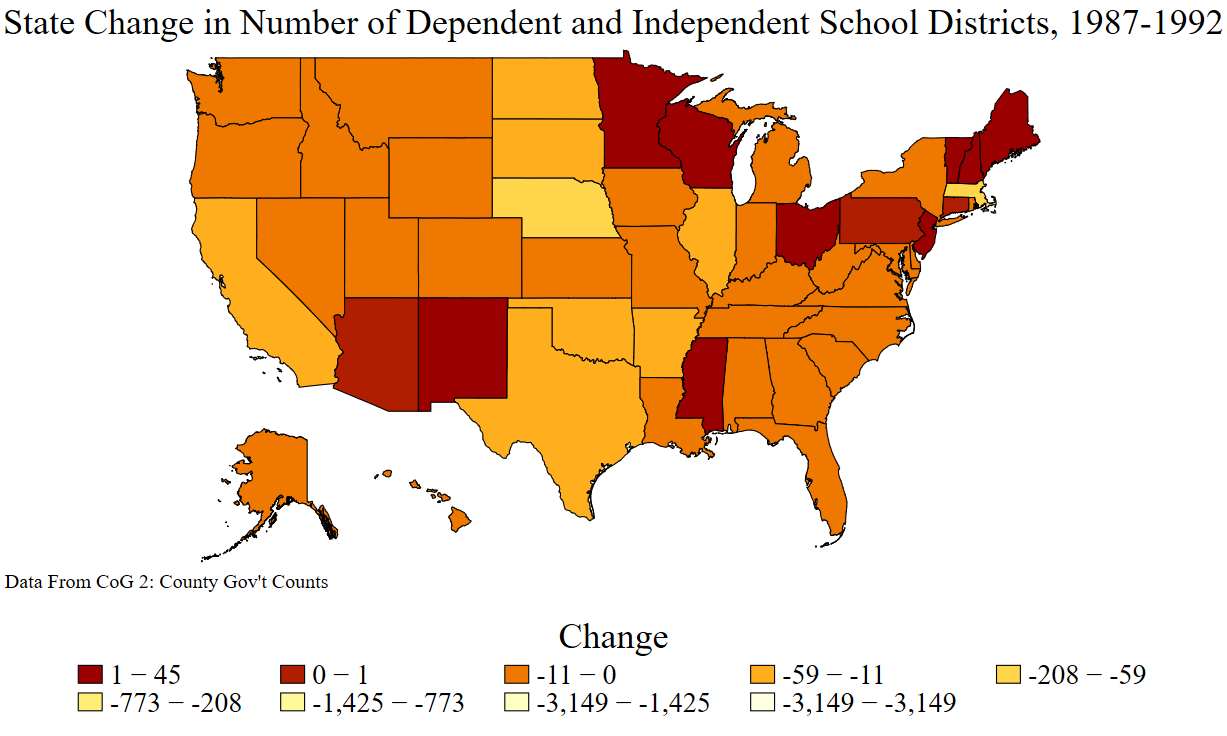 State Change in Number of Dependent and Independent School Districts, 1987-1992
Data From CoG 2: County Gov't Counts
Change
1 − 45 0 − 1 -11 − 0 -59 − -11 -208 − -59
-773 − -208 -1,425 − -773 -3,149 − -1,425 -3,149 − -3,149